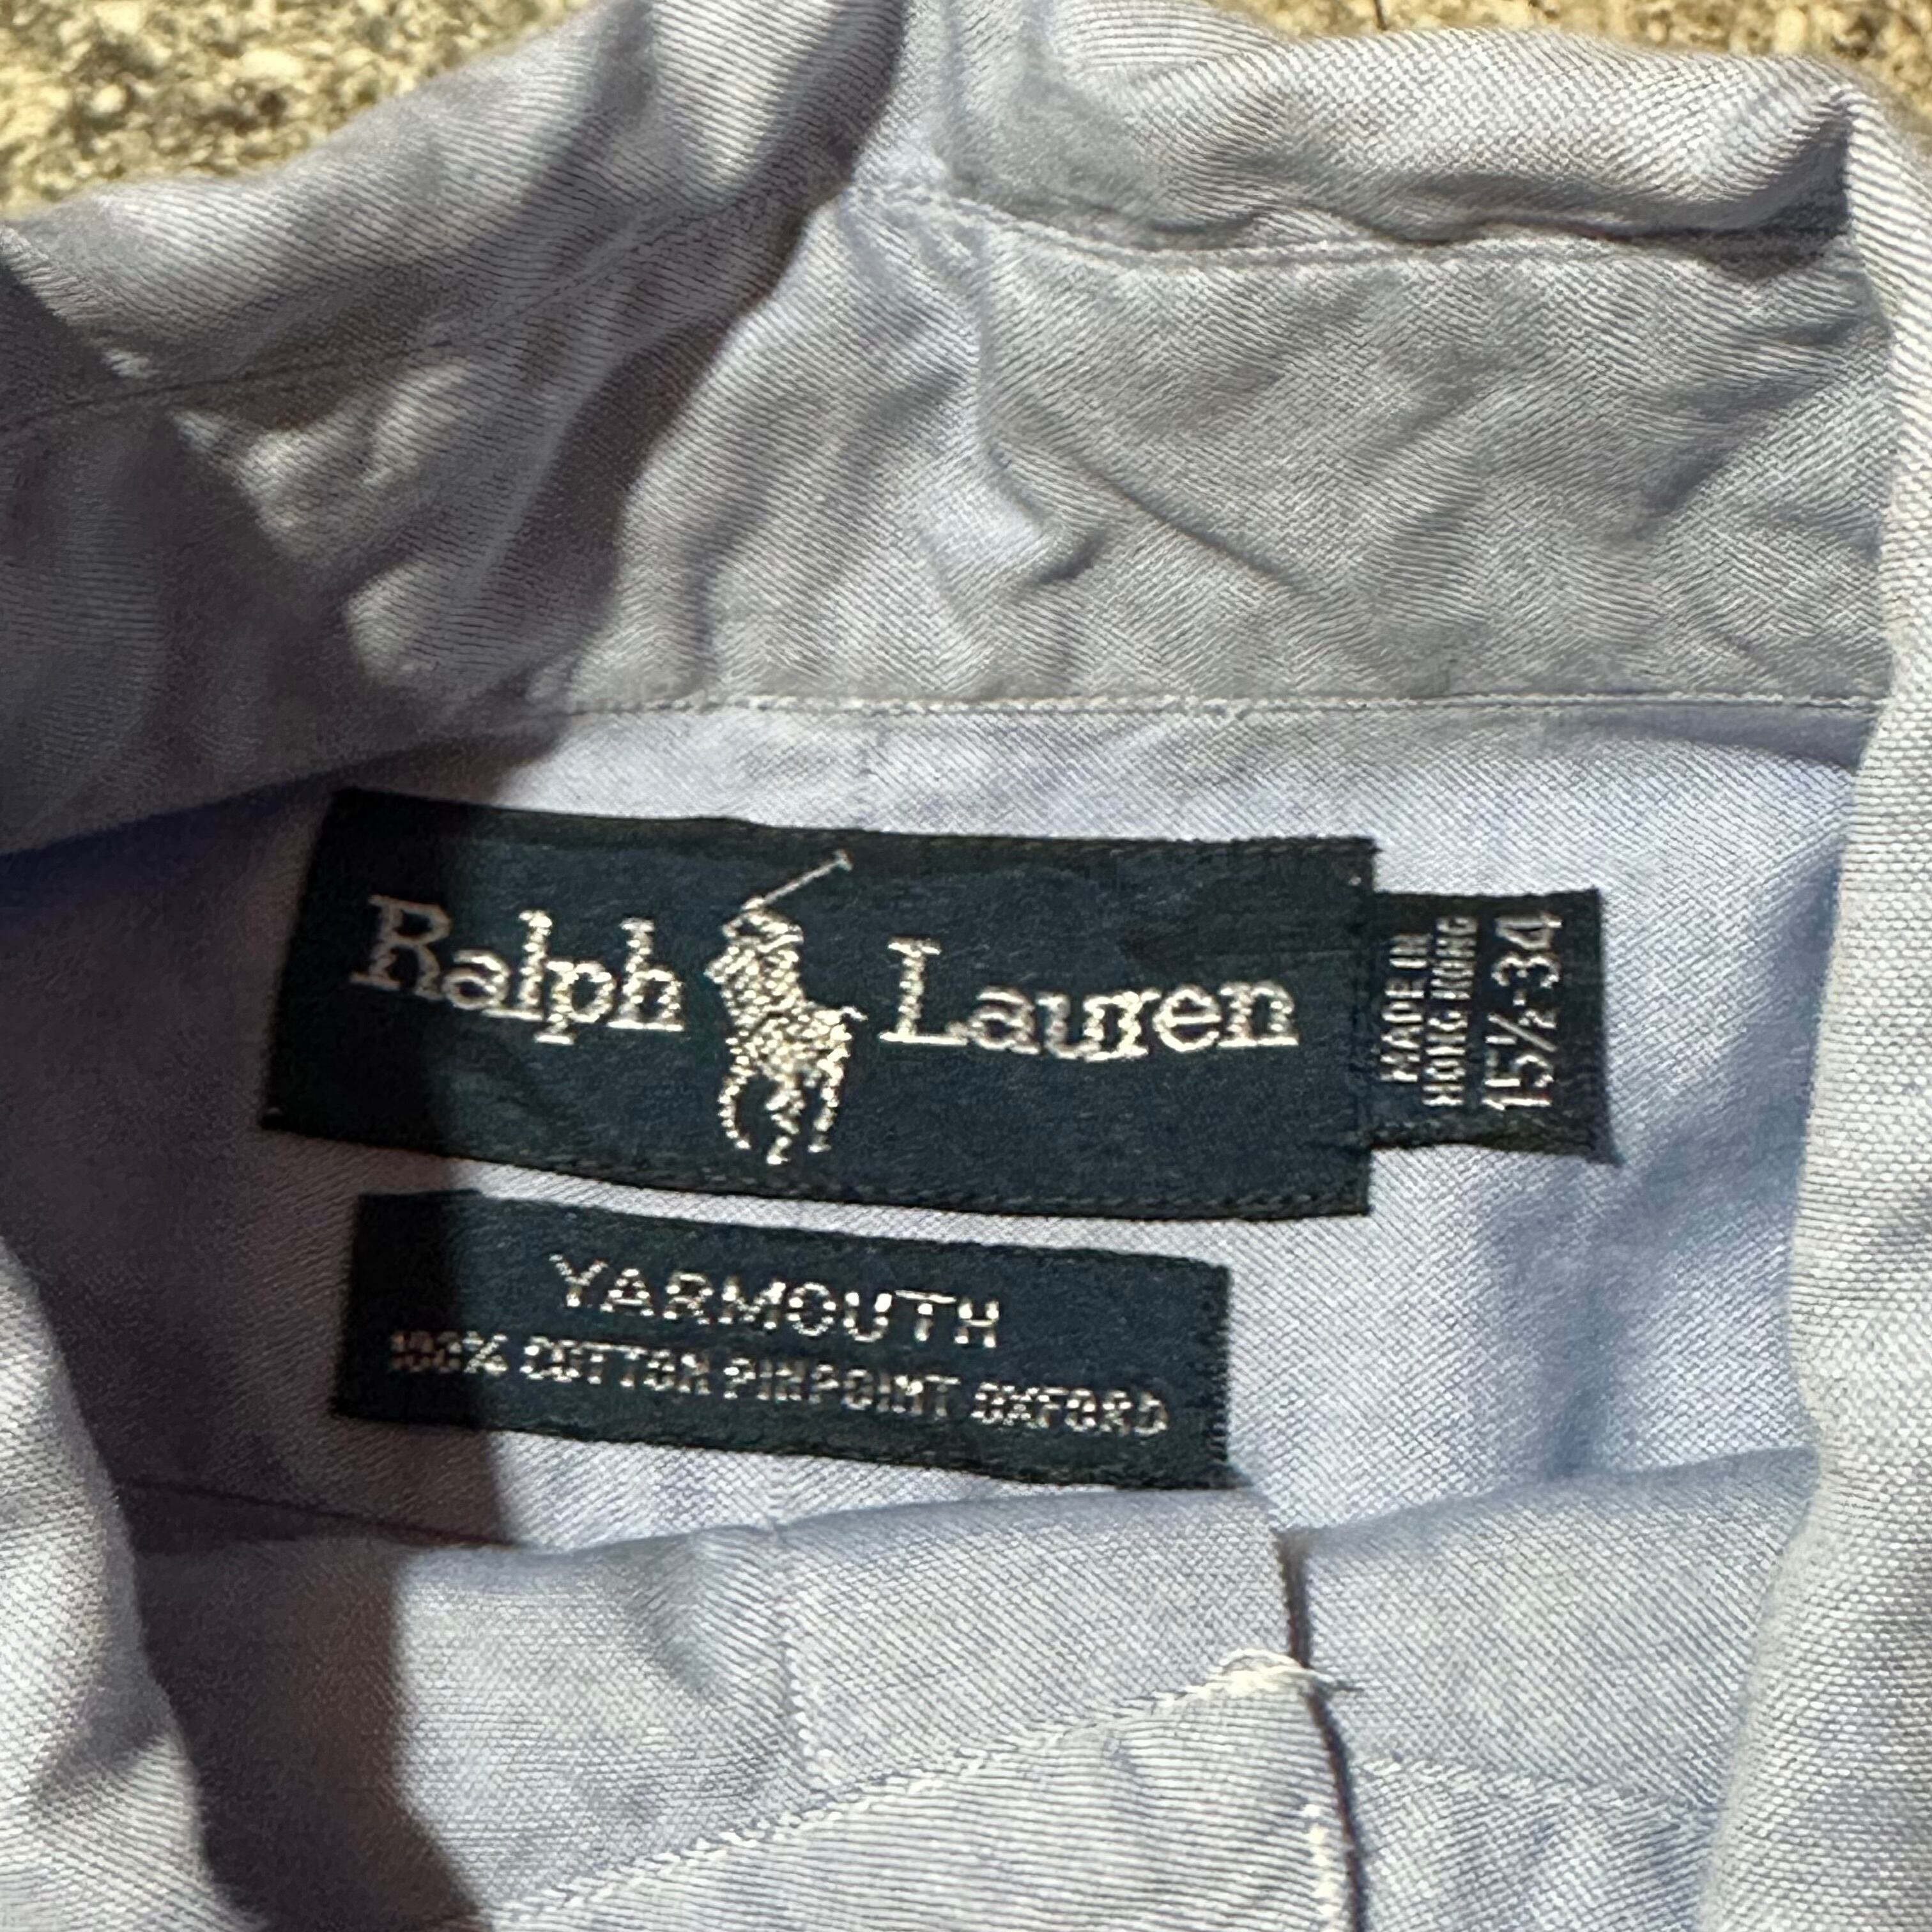 Ralph Lauren
MADE IN
HONG KONG
15½-34
YARMOUTH
100% COTTON PINPOINT OXFORD